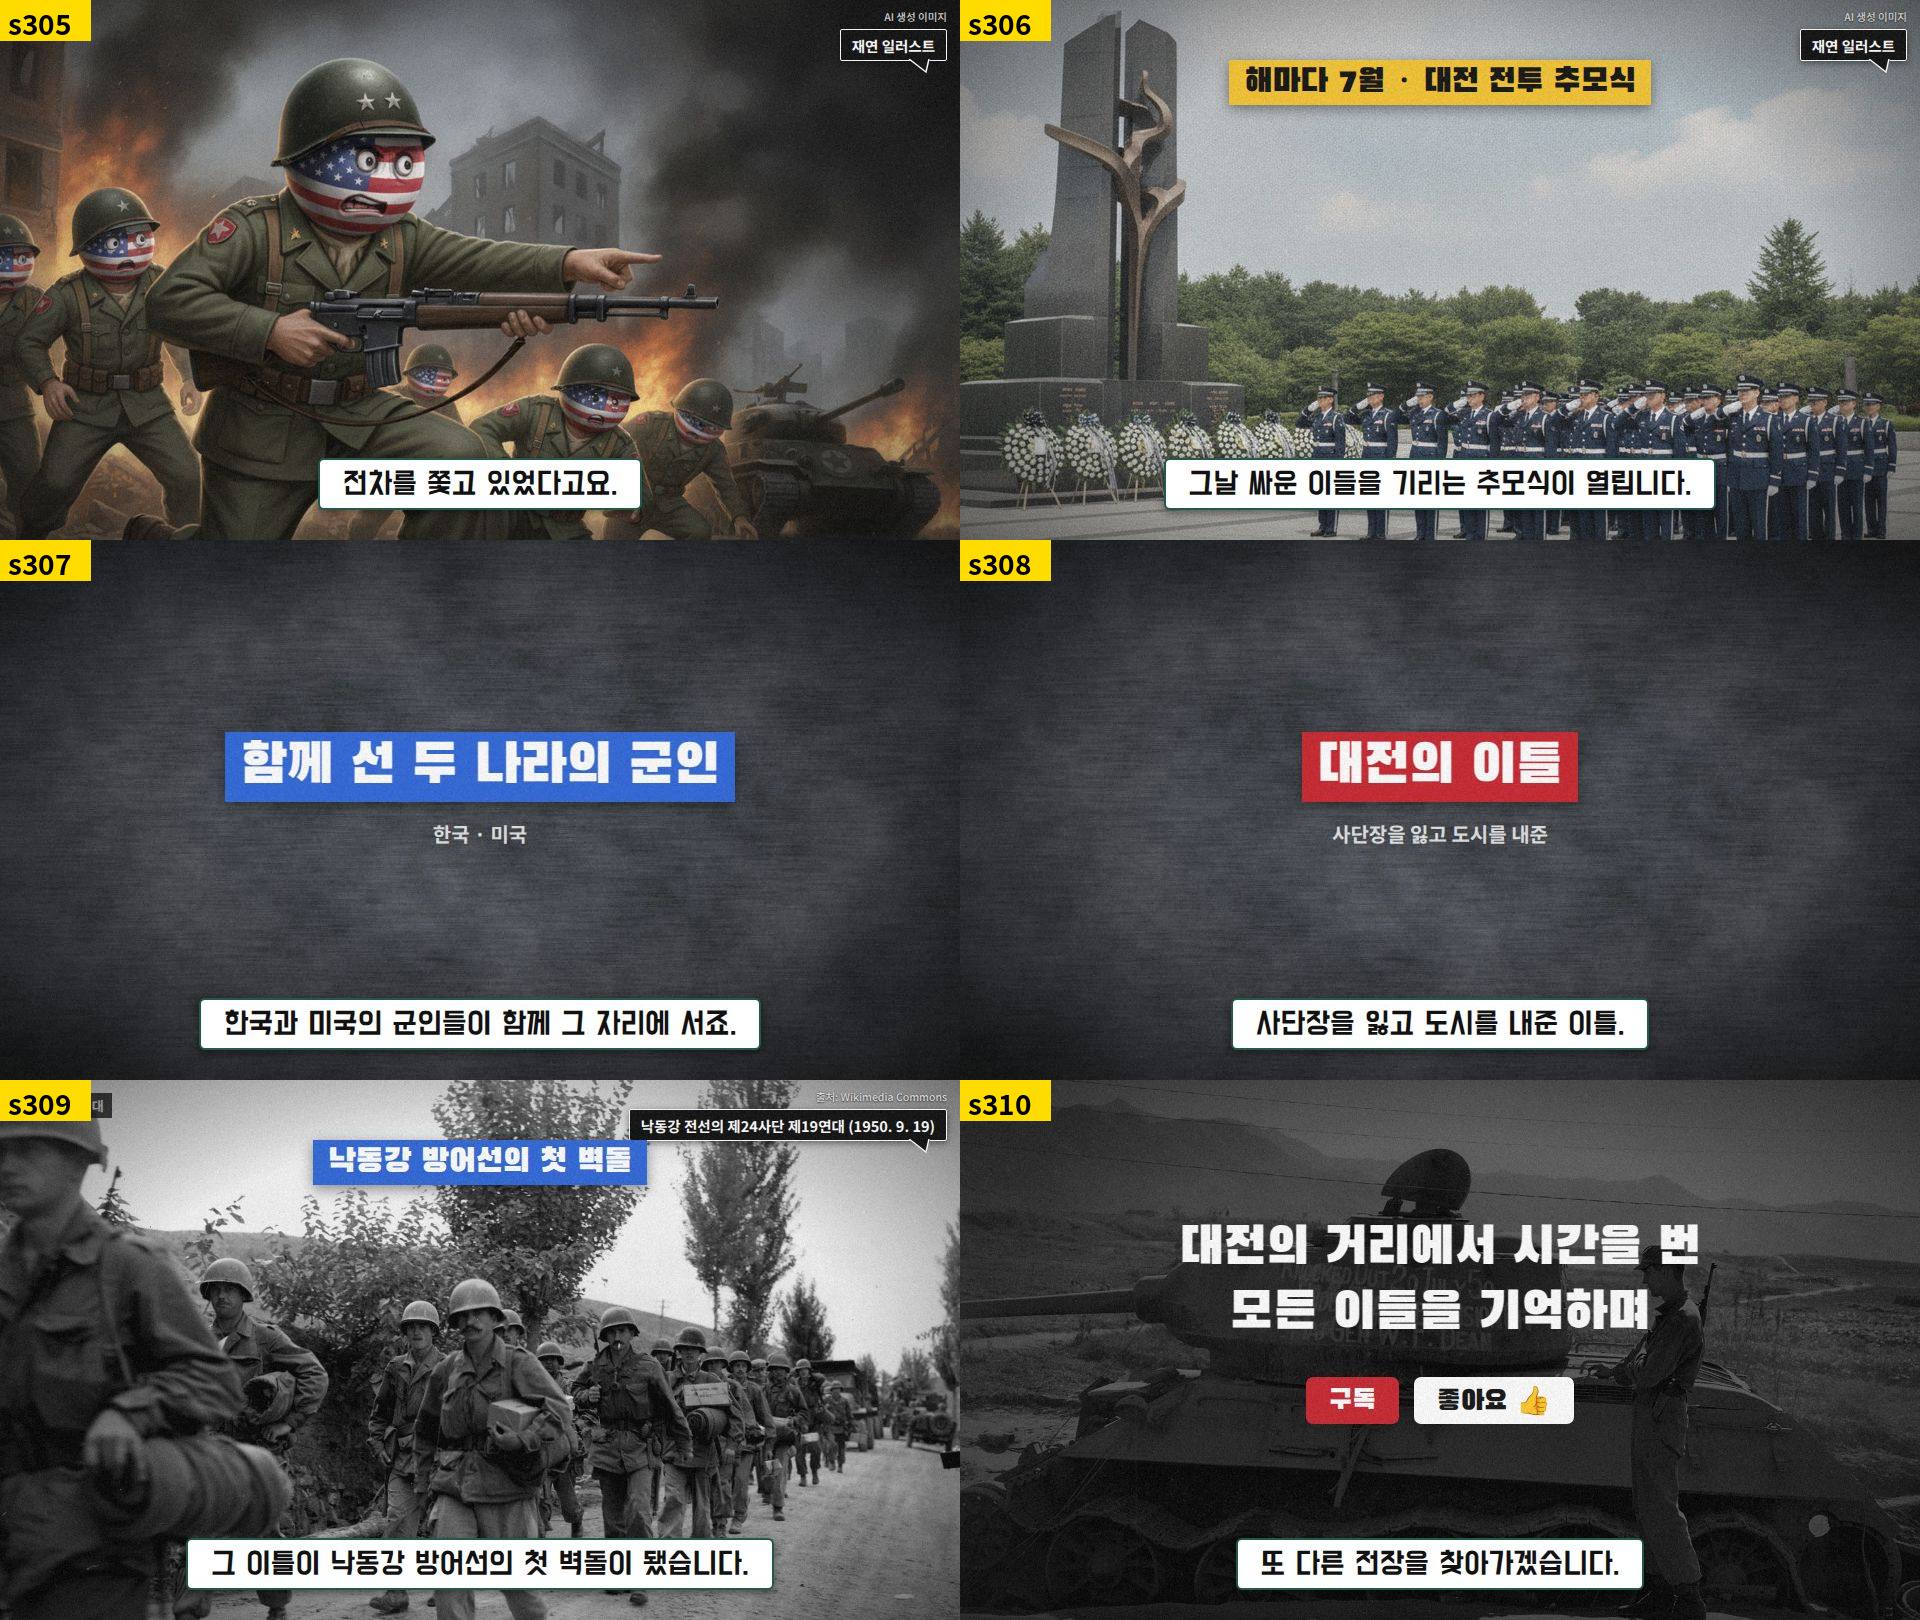 s305
AI 생성 이미지
재연 일러스트
전차를 쫓고 있었다고요.
s306
AI 생성 이미지
재연 일러스트
해마다 7월 · 대전 전투 추모식
그날 싸운 이들을 기리는 추모식이 열립니다.
s307
함께 선 두 나라의 군인
한국 · 미국
한국과 미국의 군인들이 함께 그 자리에 서죠.
s308
대전의 이틀
사단장을 잃고 도시를 내준
사단장을 잃고 도시를 내준 이틀.
s309
대
출처: Wikimedia Commons
낙동강 전선의 제24사단 제19연대 (1950. 9. 19)
낙동강 방어선의 첫 벽돌
그 이틀이 낙동강 방어선의 첫 벽돌이 됐습니다.
s310
대전의 거리에서 시간을 번
모든 이들을 기억하며
구독
좋아요 👍
또 다른 전장을 찾아가겠습니다.